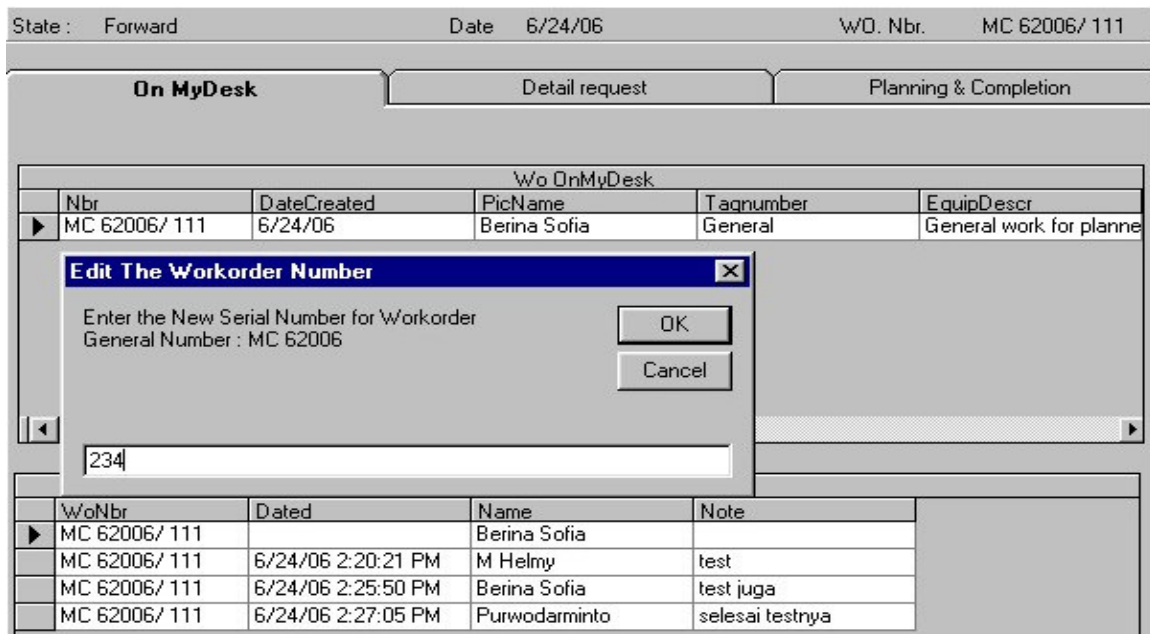 State : Forward Date 6/24/06 WO. Nbr. MC 62006/ 111
On MyDesk Detail request Planning & Completion
Wo OnMyDesk
Nbr DateCreated PicName Tagnumber EquipDescr
MC 62006/ 111 6/24/06 Berina Sofia General General work for planne
Edit The Workorder Number
Enter the New Serial Number for Workorder
General Number : MC 62006
OK
Cancel
234
WoNbr Dated Name Note
MC 62006/ 111 Berina Sofia
MC 62006/ 111 6/24/06 2:20:21 PM M Helmy test
MC 62006/ 111 6/24/06 2:25:50 PM Berina Sofia test juga
MC 62006/ 111 6/24/06 2:27:05 PM Purwodarminto selesai testnya